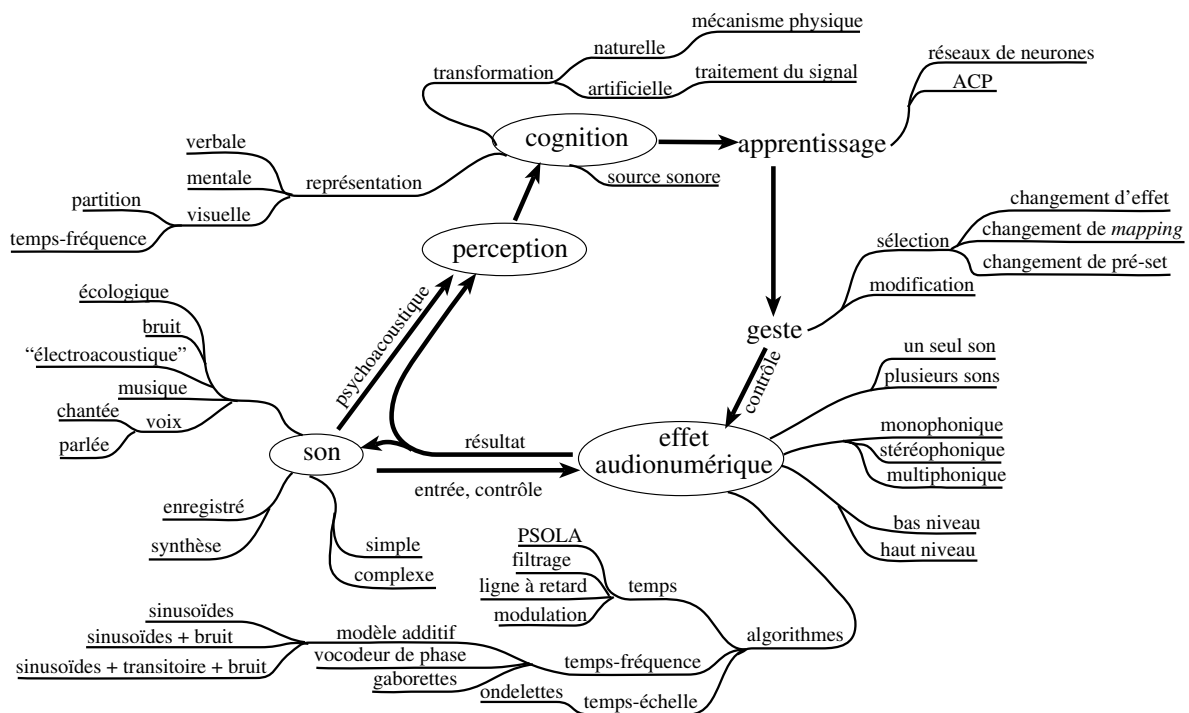 mécanisme physique
naturelle
transformation
artificielle
traitement du signal
réseaux de neurones
ACP
cognition
apprentissage
source sonore
verbale
mentale
représentation
partition
visuelle
temps-fréquence
perception
changement d'effet
sélection
changement de mapping
changement de pré-set
modification
geste
contrôle
psychoacoustique
écologique
bruit
“électroacoustique”
musique
chantée
voix
parlée
son
résultat
entrée, contrôle
effet
audionumérique
un seul son
plusieurs sons
monophonique
stéréophonique
multiphonique
bas niveau
haut niveau
enregistré
synthèse
simple
complexe
PSOLA
filtrage
ligne à retard
temps
modulation
algorithmes
sinusoïdes
sinusoïdes + bruit
modèle additif
sinusoïdes + transitoire + bruit
vocodeur de phase
temps-fréquence
gaborettes
ondelettes
temps-échelle